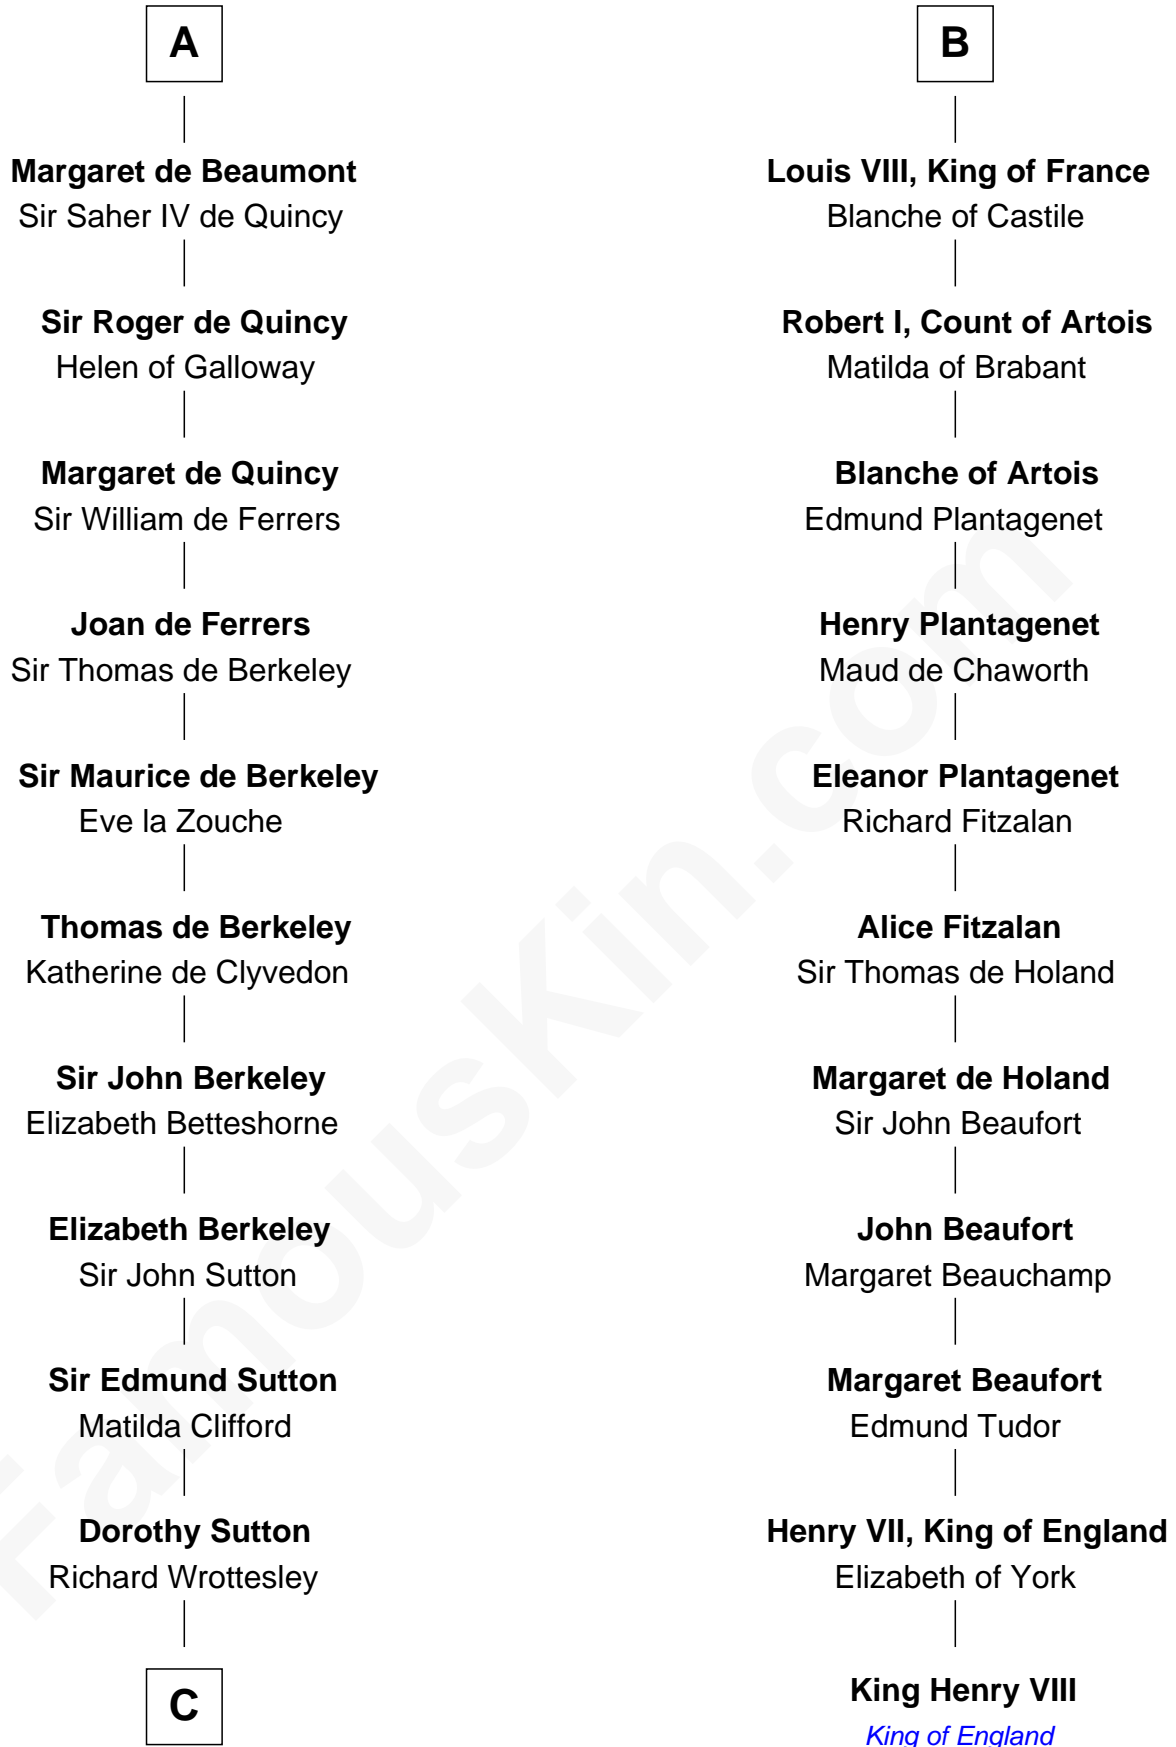 A
Margaret de Beaumont
Sir Saher IV de Quincy
Sir Roger de Quincy
Helen of Galloway
Margaret de Quincy
Sir William de Ferrers
Joan de Ferrers
Sir Thomas de Berkeley
Sir Maurice de Berkeley
Eve la Zouche
Thomas de Berkeley
Katherine de Clyvedon
Sir John Berkeley
Elizabeth Betteshorne
Elizabeth Berkeley
Sir John Sutton
Sir Edmund Sutton
Matilda Clifford
Dorothy Sutton
Richard Wrottesley
C
B
Louis VIII, King of France
Blanche of Castile
Robert I, Count of Artois
Matilda of Brabant
Blanche of Artois
Edmund Plantagenet
Henry Plantagenet
Maud de Chaworth
Eleanor Plantagenet
Richard Fitzalan
Alice Fitzalan
Sir Thomas de Holand
Margaret de Holand
Sir John Beaufort
John Beaufort
Margaret Beauchamp
Margaret Beaufort
Edmund Tudor
Henry VII, King of England
Elizabeth of York
King Henry VIII
King of England
FamousKin.com